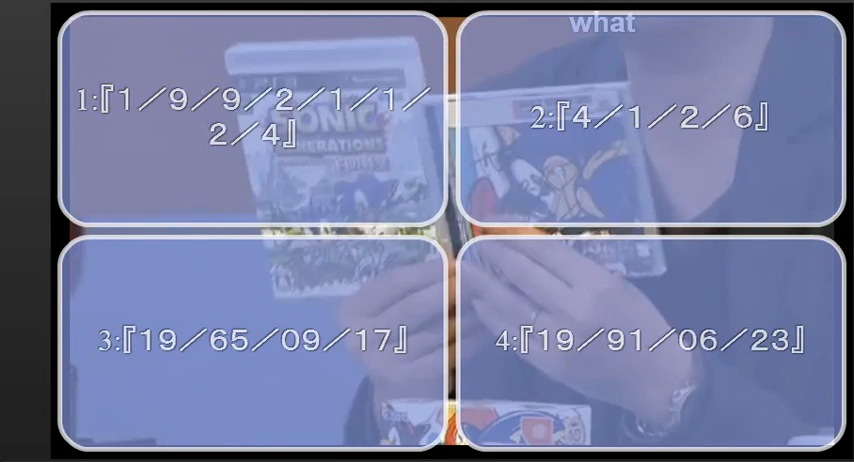 what
1:『1／9／9／2／1／1／
2／4』
2:『4／1／2／6』
SONIC
GENERATIONS
3:『19／65／09／17』
4:『19／91／06／23』